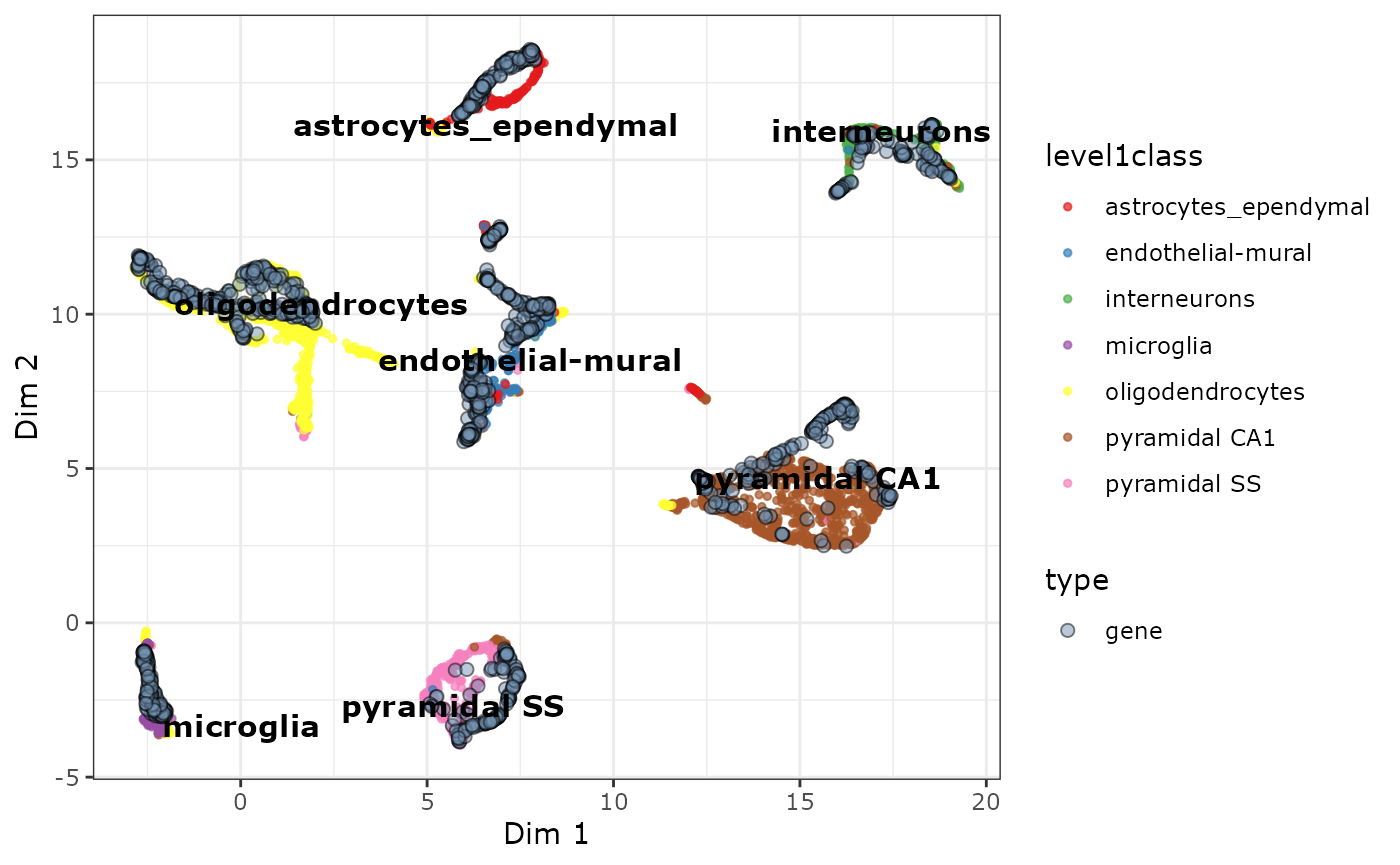 astrocytes_ependymal
interneurons
oligodendrocytes
endothelial-mural
pyramidal CA1
pyramidal SS
microglia
15
10
5
0
-5
0
5
10
15
20
Dim 1
Dim 2
level1class
astrocytes_ependymal
endothelial-mural
interneurons
microglia
oligodendrocytes
pyramidal CA1
pyramidal SS
type
gene